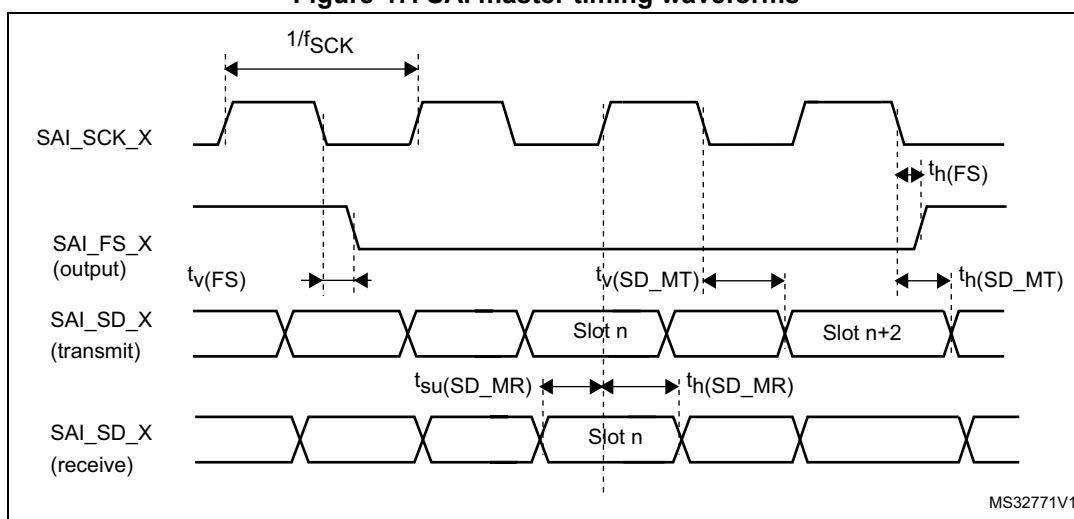 Figure 47. SAI master timing waveforms
1/fSCK
SAI_SCK_X
th(FS)
SAI_FS_X
(output)
tv(FS)
tv(SD_MT)
th(SD_MT)
SAI_SD_X
(transmit)
Slot n
Slot n+2
tsu(SD_MR)
th(SD_MR)
SAI_SD_X
(receive)
Slot n
MS32771V1